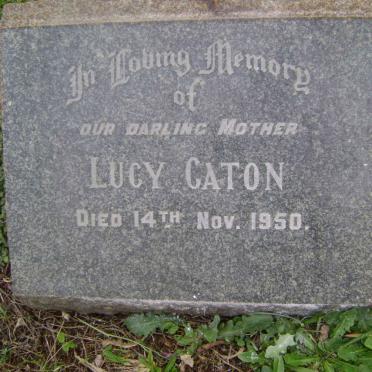 In Loving Memory
of
OUR DARLING MOTHER
LUCY CATON
DIED 14TH NOV. 1950.